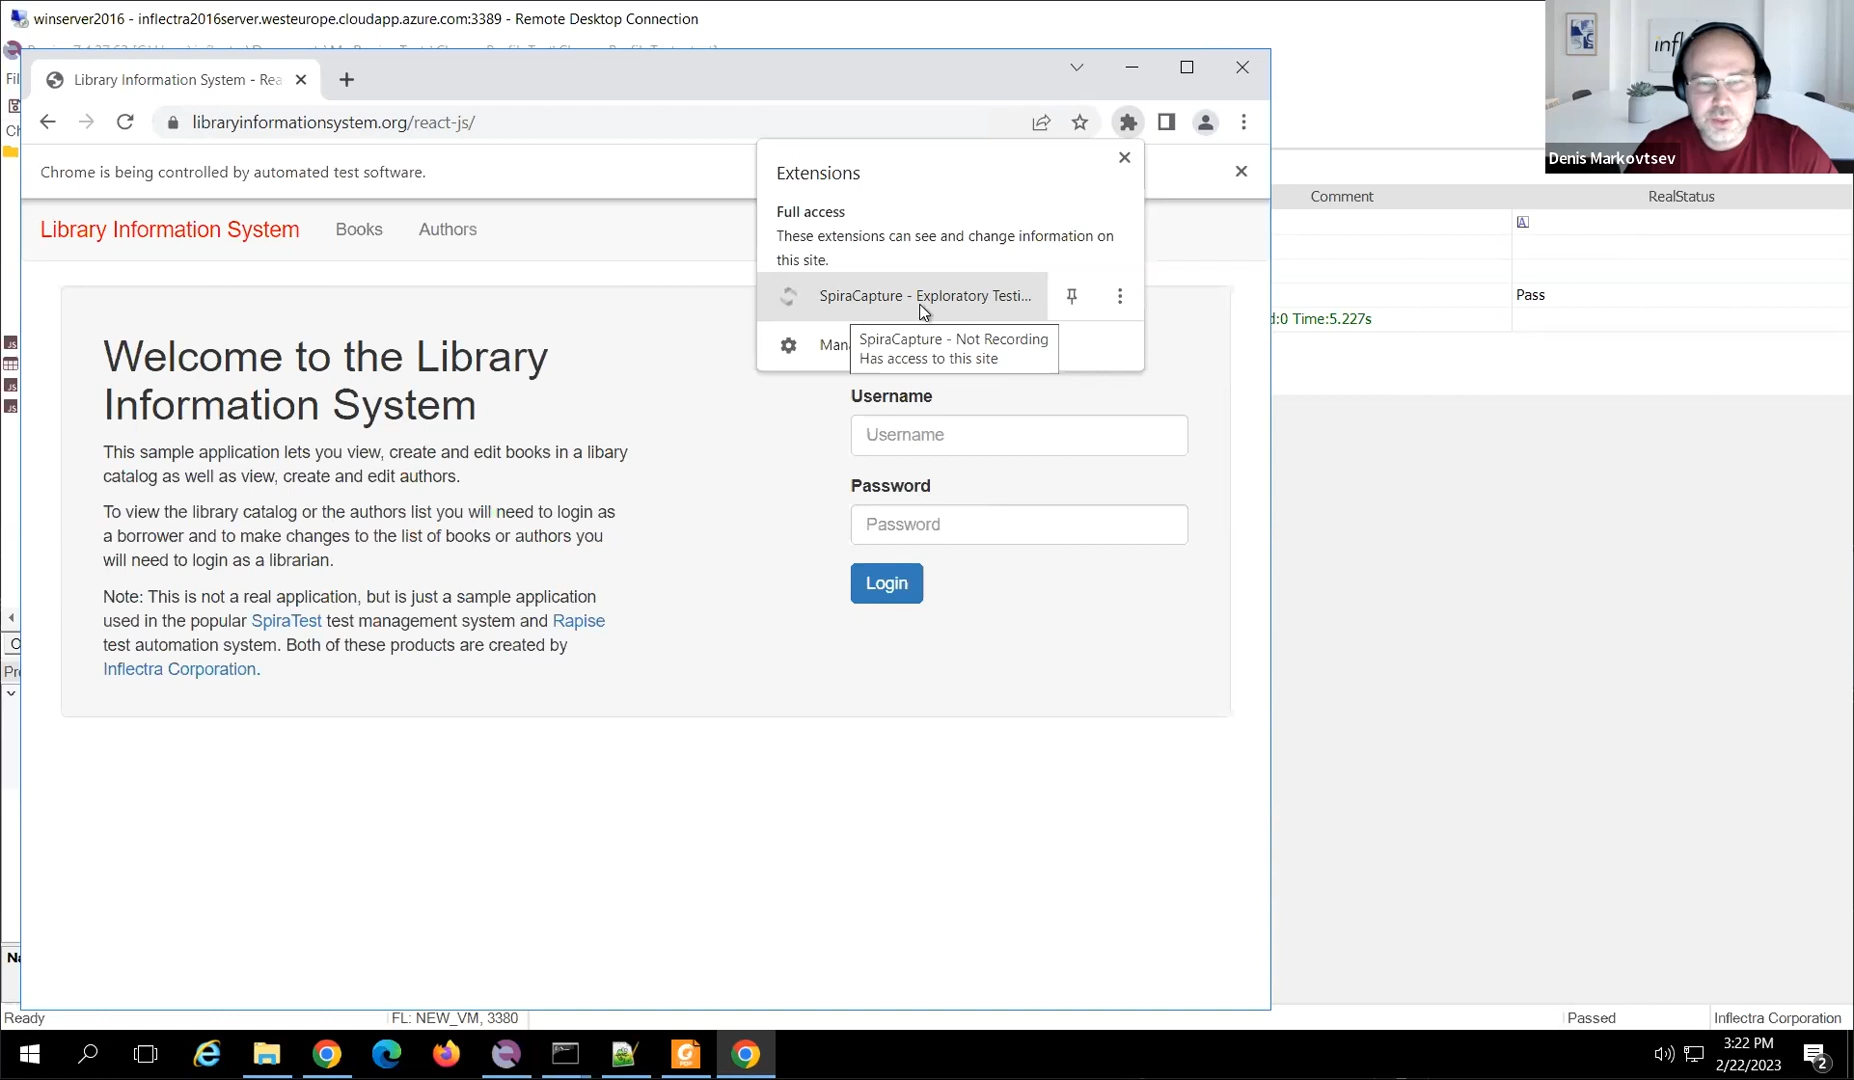 winserver2016 - inflectra2016server.westeurope.cloudapp.azure.com:3389 - Remote Desktop Connection
Library Information System - Rea
libraryinformationsystem.org/react-js/
Chrome is being controlled by automated test software.
Extensions
Full access
These extensions can see and change information on
this site.
SpiraCapture - Exploratory Testi...
SpiraCapture - Not Recording
Has access to this site
Library Information System
Books
Authors
Welcome to the Library
Information System
This sample application lets you view, create and edit books in a libary
catalog as well as view, create and edit authors.
To view the library catalog or the authors list you will need to login as
a borrower and to make changes to the list of books or authors you
will need to login as a librarian.
Note: This is not a real application, but is just a sample application
used in the popular SpiraTest test management system and Rapise
test automation system. Both of these products are created by
Inflectra Corporation.
Username
Username
Password
Password
Login
Denis Markovtsev
Comment
RealStatus
Pass
d:0 Time:5.227s
Ready
FL: NEW_VM, 3380
Passed
Inflectra Corporation
3:22 PM
2/22/2023
2